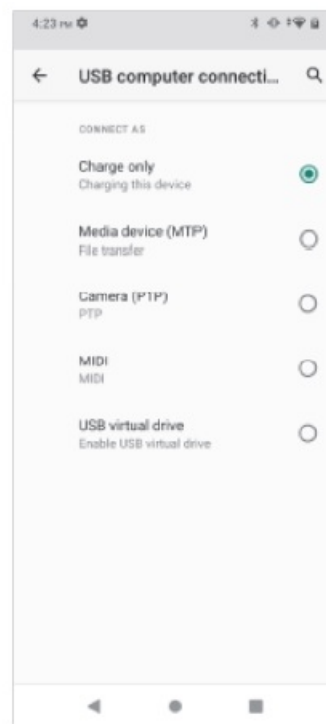 4:23 PM
USB computer connecti...
CONNECT AS
Charge only
Charging this device
Media device (MTP)
File transfer
Camera (PTP)
PTP
MIDI
MIDI
USB virtual drive
Enable USB virtual drive